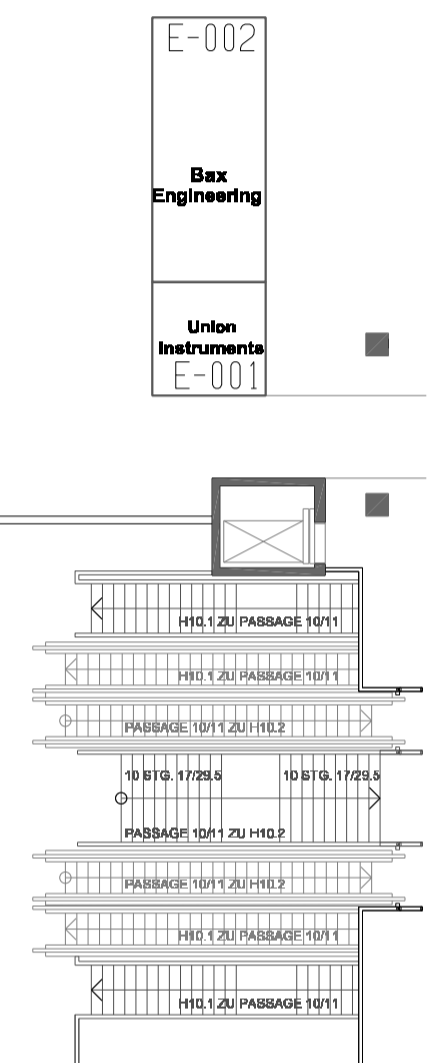 E-002
Bax
Engineering
Union
Instruments
E-001
H10.1 ZU PASSAGE 10/11
H10.1 ZU PASSAGE 10/11
PASSAGE 10/11 ZU H10.2
10 STG. 17/29.5 10 STG. 17/29.5
PASSAGE 10/11 ZU H10.2
PASSAGE 10/11 ZU H10.2
H10.1 ZU PASSAGE 10/11
H10.1 ZU PASSAGE 10/11